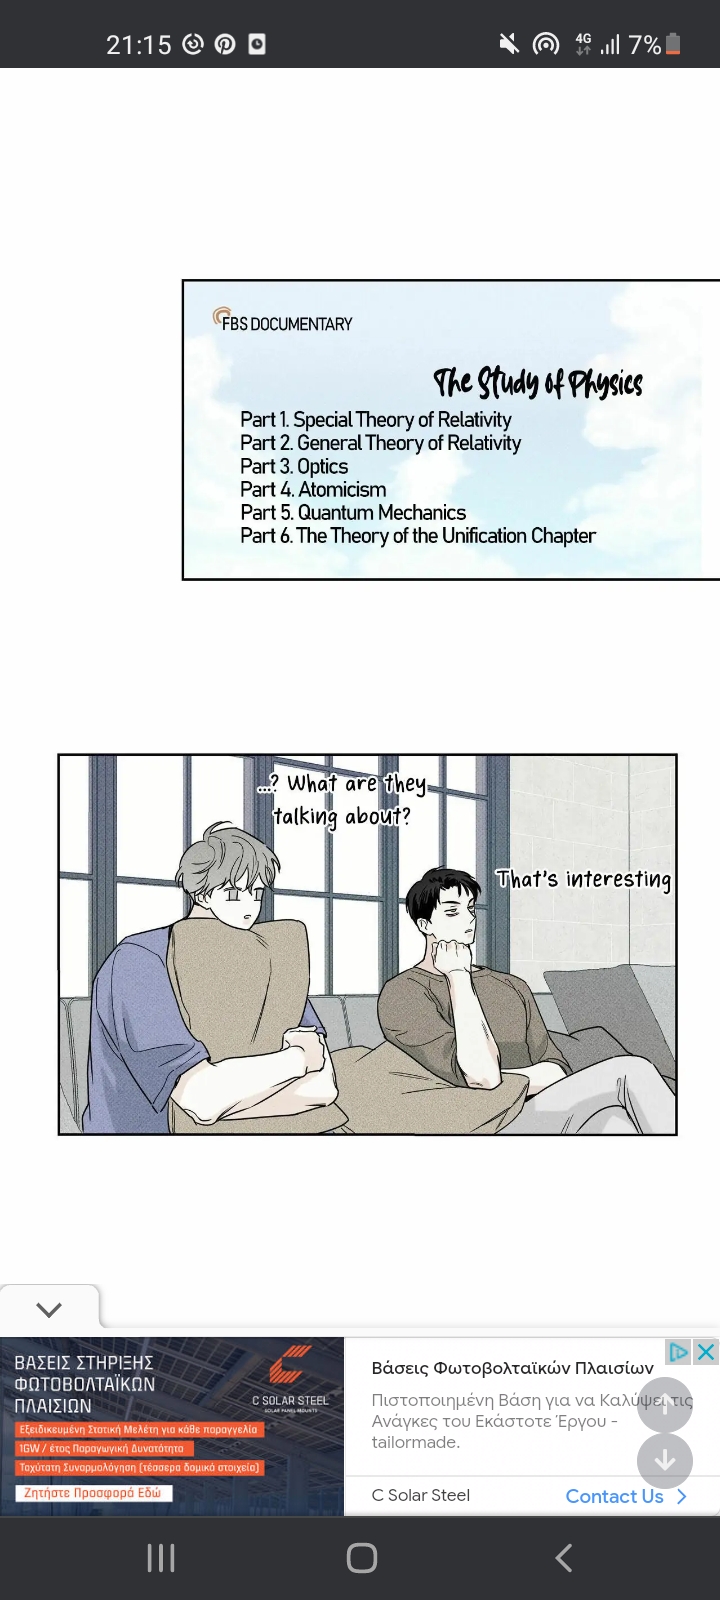 21:15
4G
7%
FBS DOCUMENTARY
The Study of Physics
Part 1. Special Theory of Relativity
Part 2. General Theory of Relativity
Part 3. Optics
Part 4. Atomicism
Part 5. Quantum Mechanics
Part 6. The Theory of the Unification Chapter
...? What are they
talking about?
That's interesting
ΒΑΣΕΙΣ ΣΤΗΡΙΞΗΣ
ΦΩΤΟΒΟΛΤΑΪΚΩΝ
ΠΛΑΙΣΙΩΝ
Εξειδικευμένη Στατική Μελέτη για κάθε παραγγελία
1GW / έτος Παραγωγική Δυνατότητα
Ταχύτατη Συναρμολόγηση (τέσσερα δομικά στοιχεία)
Ζητήστε Προσφορά Εδώ
C SOLAR STEEL
SOLAR PANEL MOUNTS
Βάσεις Φωτοβολταϊκών Πλαισίων
Πιστοποιημένη Βάση για να Καλύψει τις
Ανάγκες του Εκάστοτε Έργου -
tailormade.
C Solar Steel
Contact Us